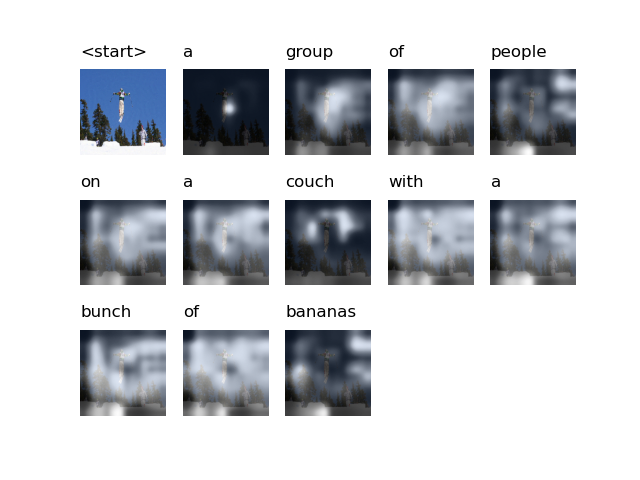 <start> a group of people
on a couch with a
bunch of bananas